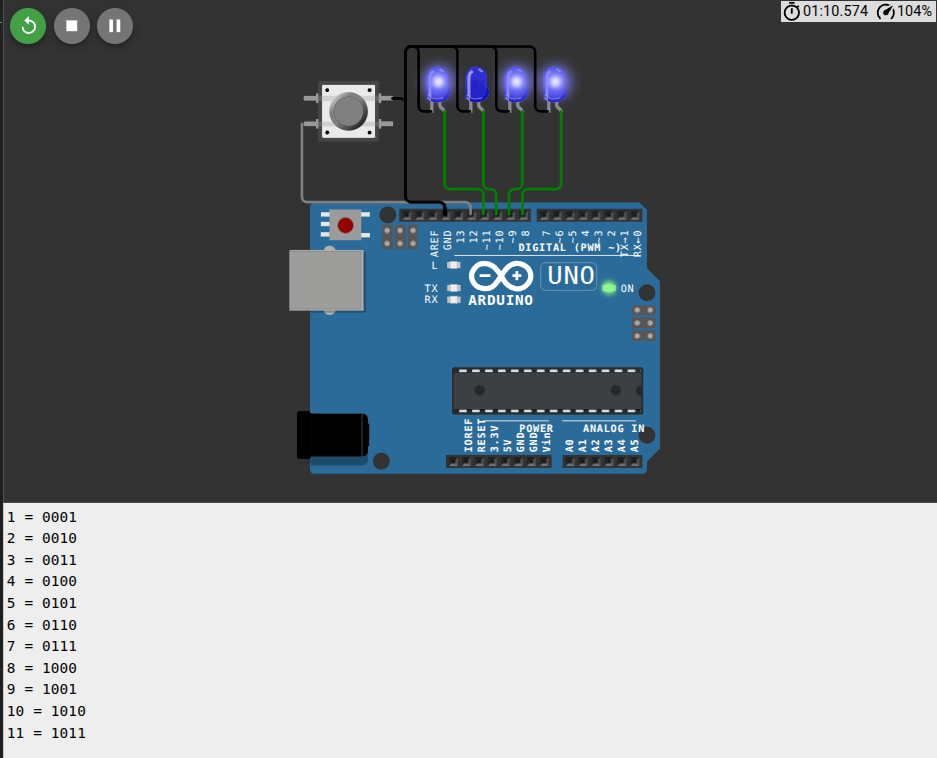 01:10.574 104%
AREF
GND
13
12
~11
~10
~9
8
7
~6
~5
4
~3
2
TX→1
RX←0
DIGITAL (PWM ~)
L
TX
RX
UNO
ON
ARDUINO
POWER
ANALOG IN
IOREF
RESET
3.3V
5V
GND
GND
Vin
A0
A1
A2
A3
A4
A5
1 = 0001
2 = 0010
3 = 0011
4 = 0100
5 = 0101
6 = 0110
7 = 0111
8 = 1000
9 = 1001
10 = 1010
11 = 1011